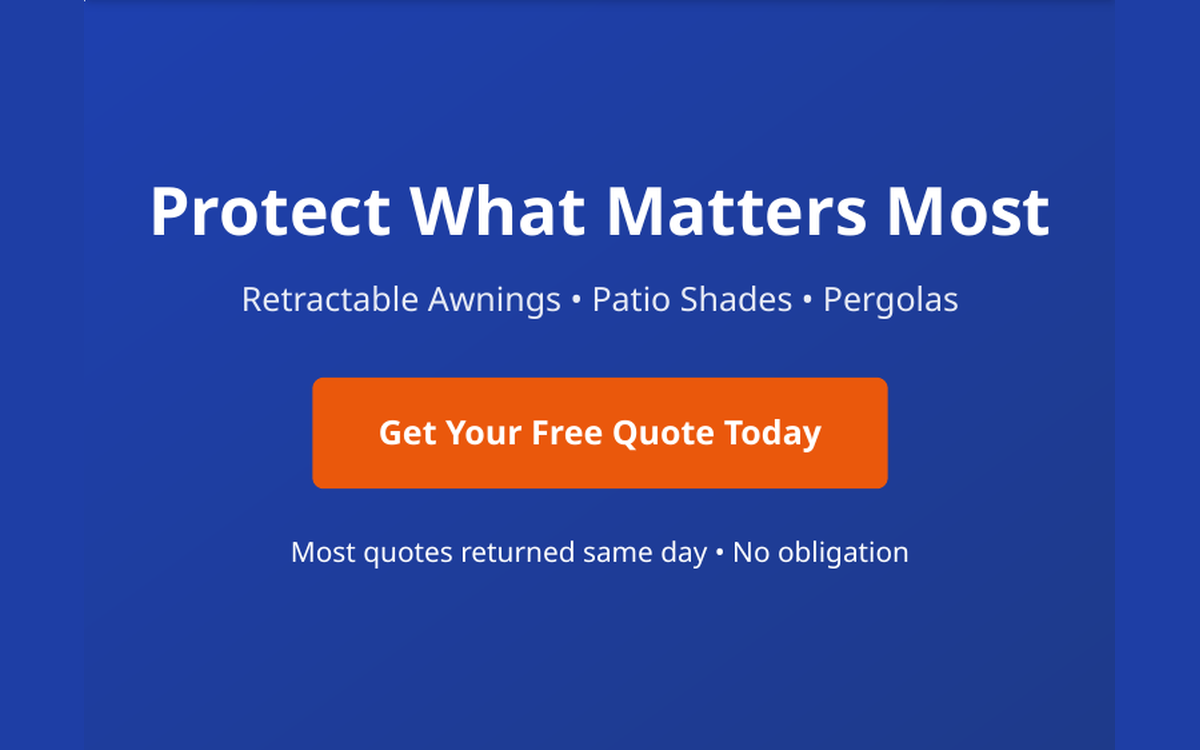 Protect What Matters Most
Retractable Awnings • Patio Shades • Pergolas
Get Your Free Quote Today
Most quotes returned same day • No obligation